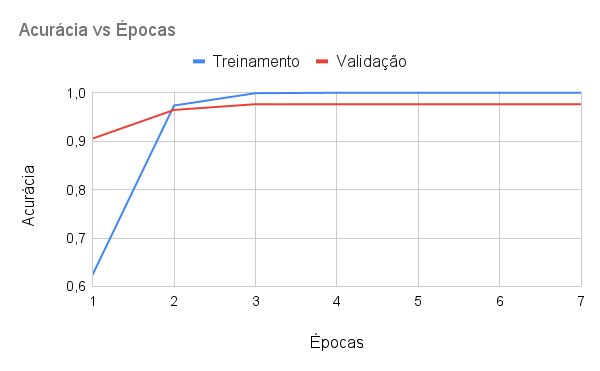 Acurácia vs Épocas
Treinamento Validação
1,0
0,9
0,8
0,7
0,6
Acurácia
1 2 3 4 5 6 7
Épocas